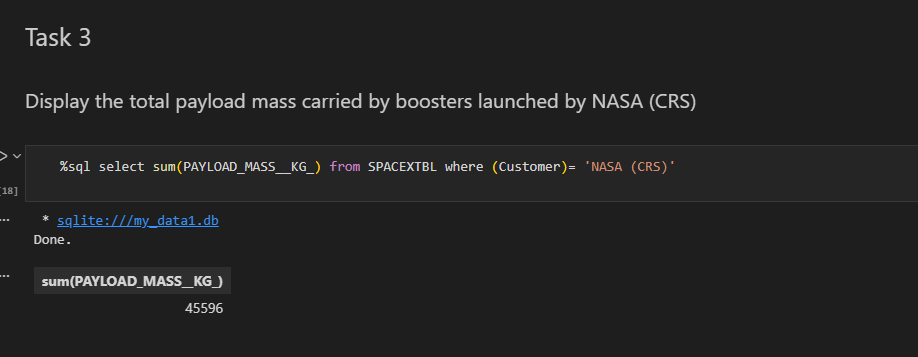 Task 3
Display the total payload mass carried by boosters launched by NASA (CRS)
%sql select sum(PAYLOAD_MASS__KG_) from SPACEXTBL where (Customer)= 'NASA (CRS)'
[18]
... * sqlite:///my_data1.db
Done.
... sum(PAYLOAD_MASS__KG_)
45596